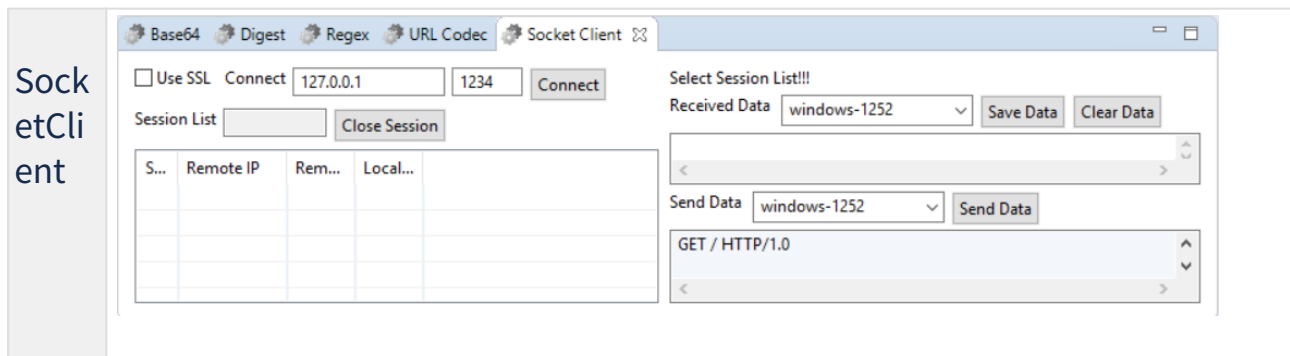 Sock
etCli
ent
Base64 Digest Regex URL Codec Socket Client
Use SSL Connect 127.0.0.1 1234 Connect
Session List Close Session
S... Remote IP Rem... Local...
Select Session List!!!
Received Data windows-1252 Save Data Clear Data
Send Data windows-1252 Send Data
GET / HTTP/1.0